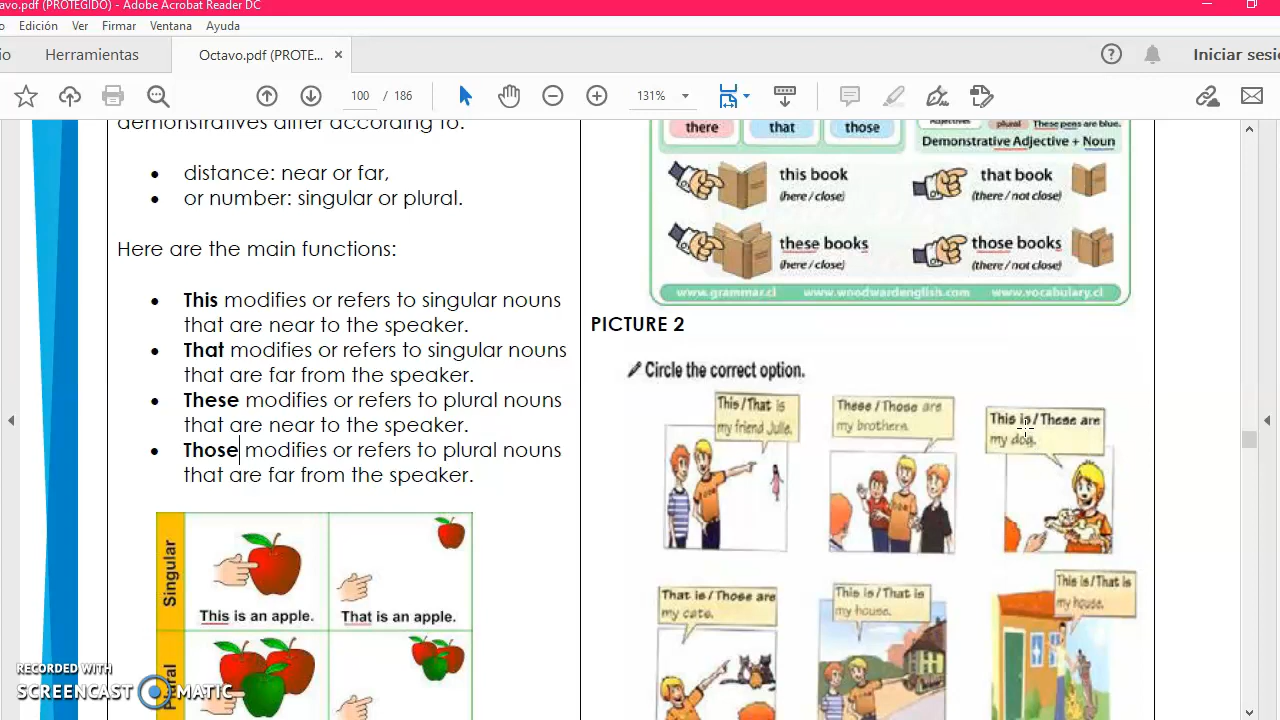 avo.pdf (PROTEGIDO) - Adobe Acrobat Reader DC
Edición Ver Firmar Ventana Ayuda
Herramientas
Octavo.pdf (PROTE... ×
Iniciar sesi
100 / 186
131%
demonstratives differ according to:
• distance: near or far,
• or number: singular or plural.
Here are the main functions:
• This modifies or refers to singular nouns
that are near to the speaker.
• That modifies or refers to singular nouns
that are far from the speaker.
• These modifies or refers to plural nouns
that are near to the speaker.
• Those modifies or refers to plural nouns
that are far from the speaker.
Singular
This is an apple.
That is an apple.
Plural
there
that
those
plural
These pens are blue.
Demonstrative Adjective + Noun
this book
(here / close)
that book
(there / not close)
these books
(here / close)
those books
(there / not close)
www.grammar.cl www.woodwardenglish.com www.vocabulary.cl
PICTURE 2
Circle the correct option.
This / That is
my friend Julie.
These / Those are
my brothers.
This is / These are
my dog.
That is / Those are
my cats.
This is / That is
my house.
This is / That is
my house.
RECORDED WITH
SCREENCAST MATIC